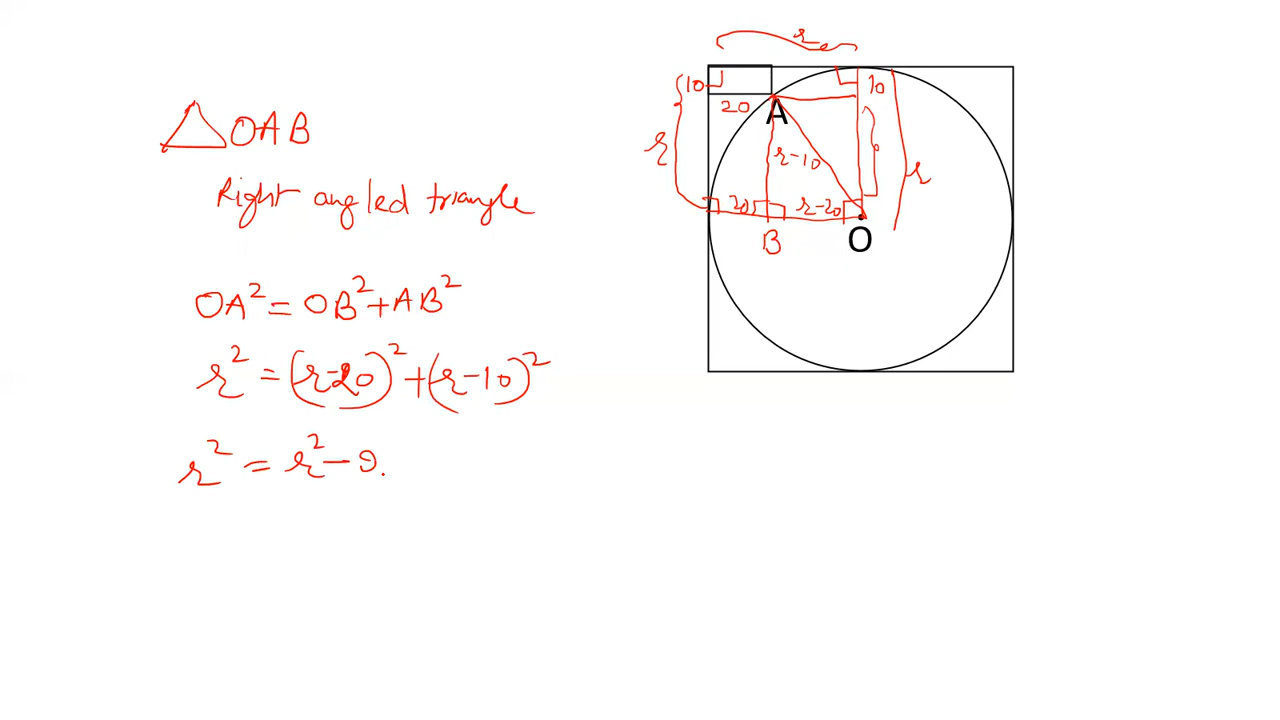 △OAB
Right angled triangle
OA² = OB² + AB²
r² = (r-20)² + (r-10)²
r² = r² -
r
10
10
20
A
r
r-10
r
20
r-20
B
O